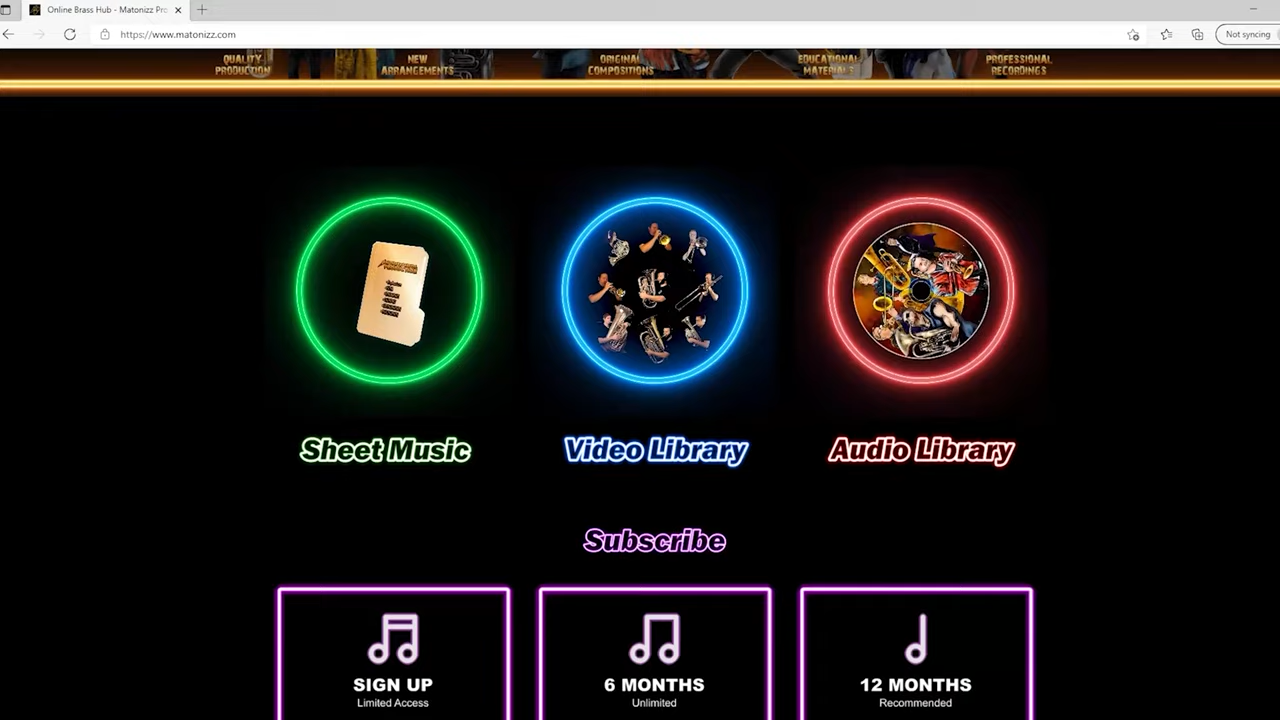 Online Brass Hub - Matonizz Pro
https://www.matonizz.com
Not syncing
QUALITY
PRODUCTION
NEW
ARRANGEMENTS
ORIGINAL
COMPOSITIONS
EDUCATIONAL
MATERIALS
PROFESSIONAL
RECORDINGS
Sheet Music
Video Library
Audio Library
Subscribe
SIGN UP
Limited Access
6 MONTHS
Unlimited
12 MONTHS
Recommended